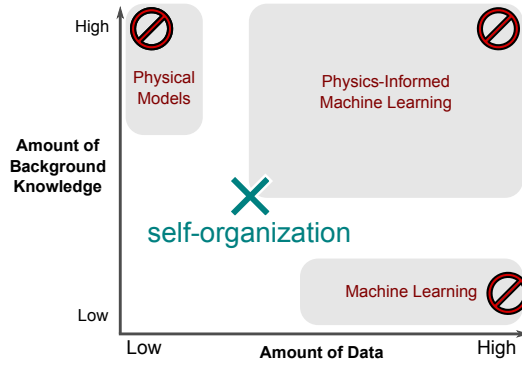 High
Physical
Models
Physics-Informed
Machine Learning
Amount of
Background
Knowledge
self-organization
Machine Learning
Low
Low
Amount of Data
High